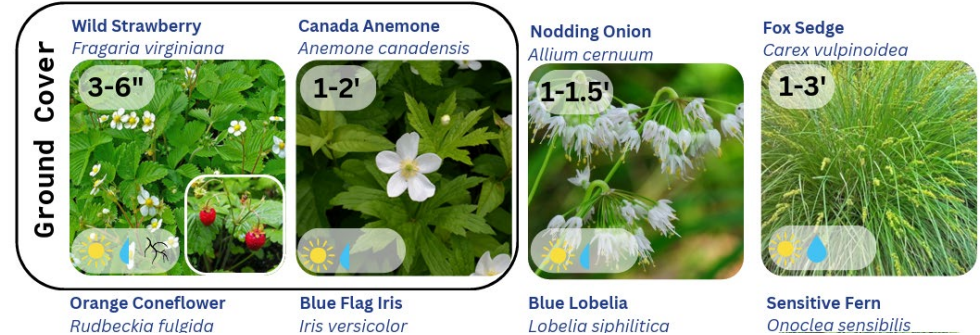 Ground Cover
Wild Strawberry
Fragaria virginiana
3-6"
Canada Anemone
Anemone canadensis
1-2'
Nodding Onion
Allium cernuum
1-1.5'
Fox Sedge
Carex vulpinoidea
1-3'
Orange Coneflower
Rudbeckia fulgida
Blue Flag Iris
Iris versicolor
Blue Lobelia
Lobelia siphilitica
Sensitive Fern
Onoclea sensibilis